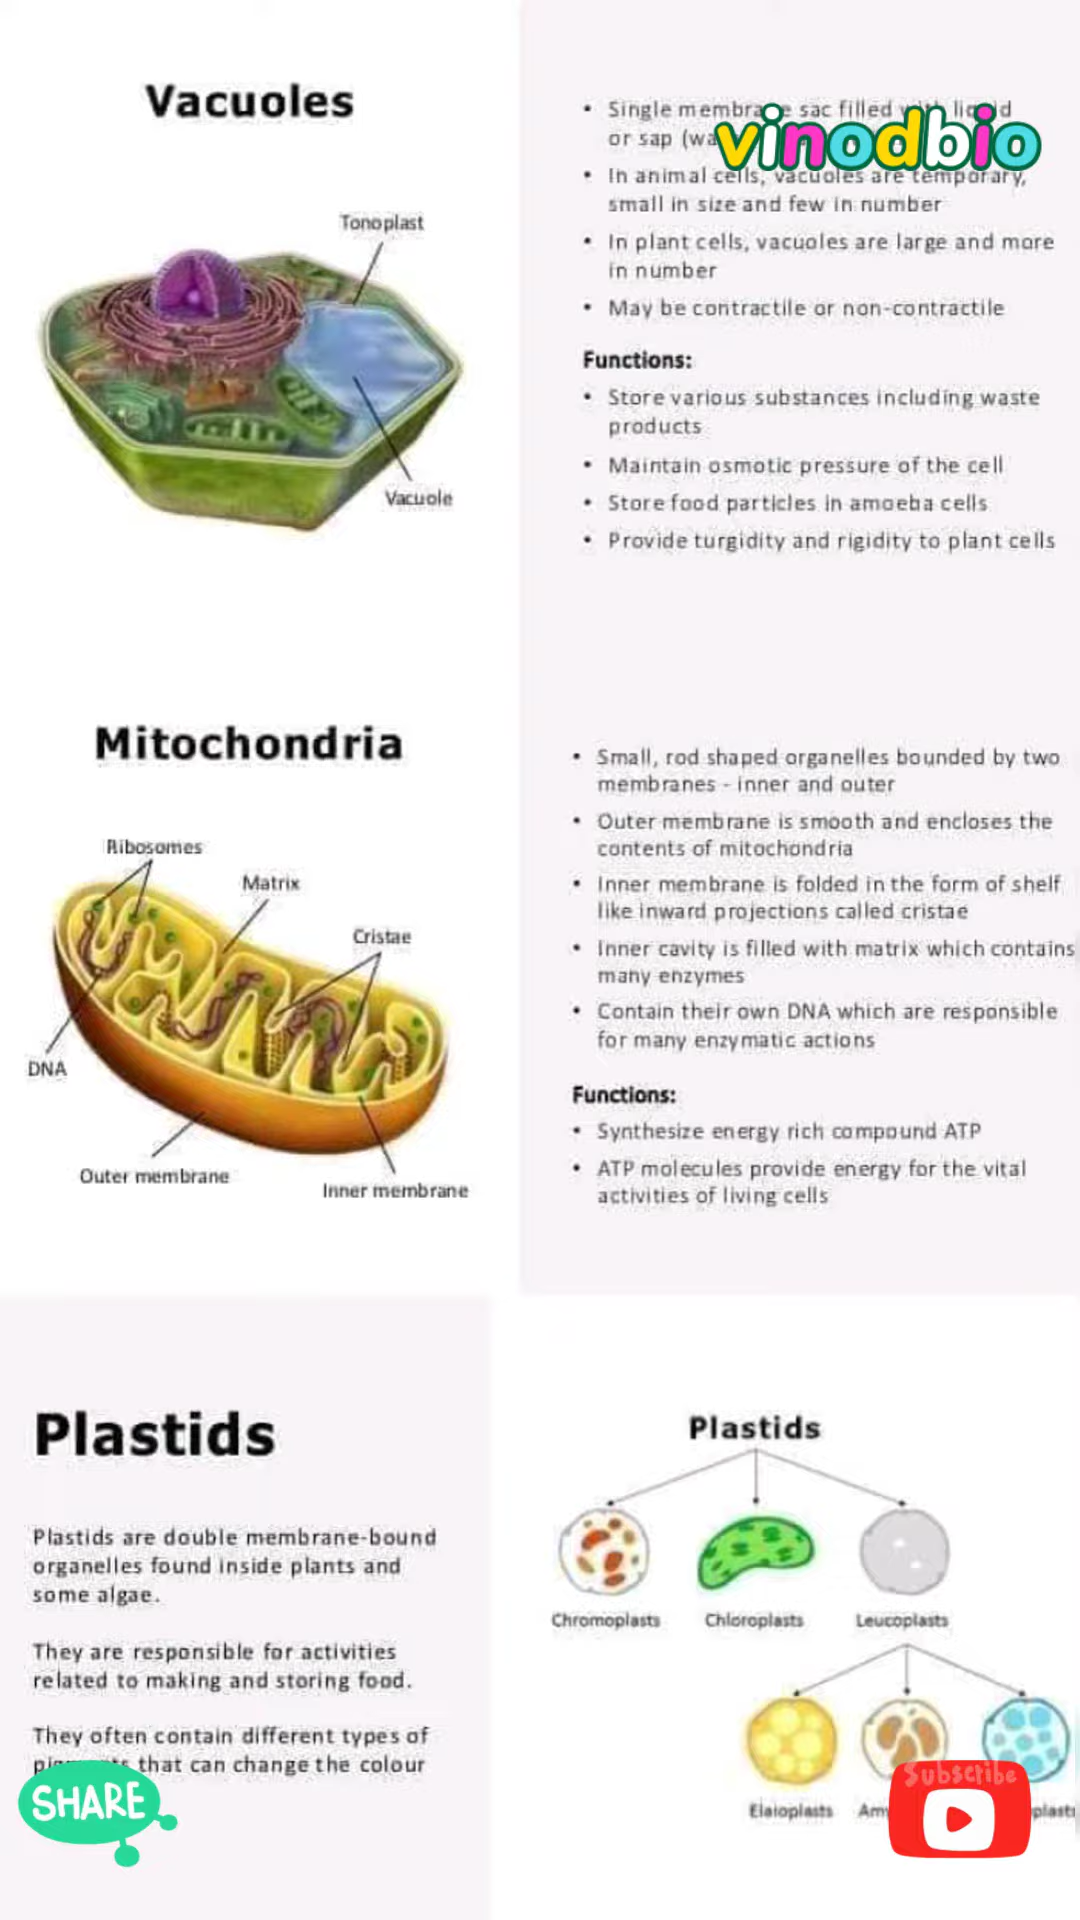 Vacuoles
Tonoplast
Vacuole
• Single membrane sac filled with liquid
or sap (wa
vinodbio
• In animal cells, vacuoles are temporary,
small in size and few in number
• In plant cells, vacuoles are large and more
in number
• May be contractile or non-contractile
Functions:
• Store various substances including waste
products
• Maintain osmotic pressure of the cell
• Store food particles in amoeba cells
• Provide turgidity and rigidity to plant cells
Mitochondria
Ribosomes
Matrix
Cristae
DNA
Outer membrane
Inner membrane
• Small, rod shaped organelles bounded by two
membranes - inner and outer
• Outer membrane is smooth and encloses the
contents of mitochondria
• Inner membrane is folded in the form of shelf
like inward projections called cristae
• Inner cavity is filled with matrix which contains
many enzymes
• Contain their own DNA which are responsible
for many enzymatic actions
Functions:
• Synthesize energy rich compound ATP
• ATP molecules provide energy for the vital
activities of living cells
Plastids
Plastids are double membrane-bound
organelles found inside plants and
some algae.
They are responsible for activities
related to making and storing food.
They often contain different types of
that can change the colour
SHARE
Plastids
Chromoplasts Chloroplasts Leucoplasts
Elaioplasts Am plasts
Subscribe